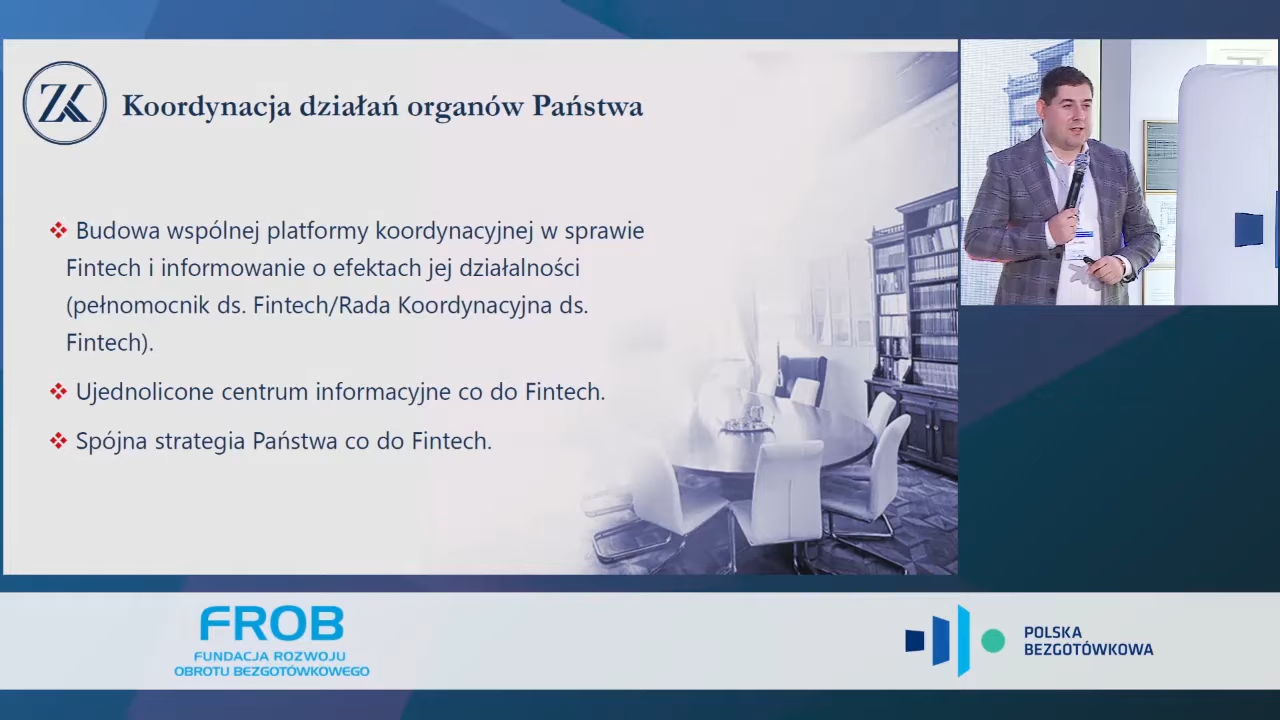 ZK
Koordynacja działań organów Państwa
Budowa wspólnej platformy koordynacyjnej w sprawie
Fintech i informowanie o efektach jej działalności
(pełnomocnik ds. Fintech/Rada Koordynacyjna ds.
Fintech).
Ujednolicone centrum informacyjne co do Fintech.
Spójna strategia Państwa co do Fintech.
FROB
FUNDACJA ROZWOJU
OBROTU BEZGOTÓWKOWEGO
POLSKA
BEZGOTÓWKOWA